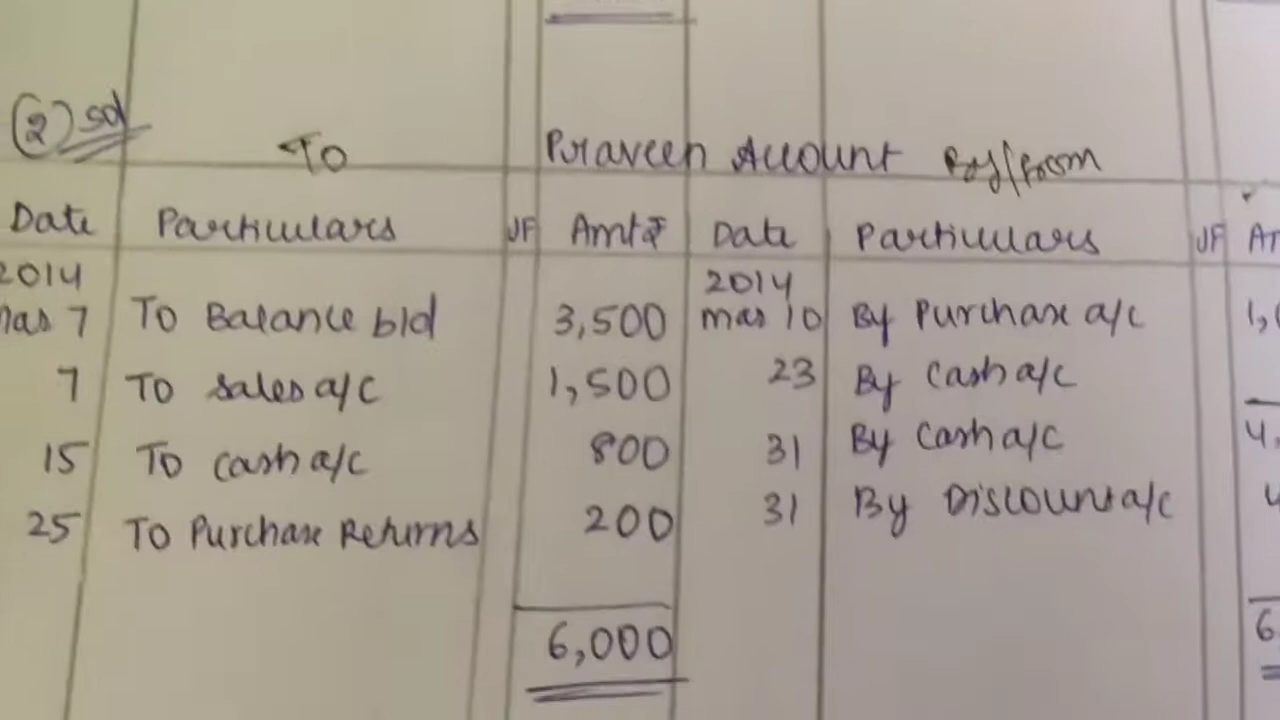 (2) sol
To Praveen Account By/From
Date Particulars JF Amt₹ Date Particulars JF
2014 2014
mar 7 To Balance b/d 3,500 mar 10 By Purchase a/c
7 To sales a/c 1,500 23 By Cash a/c
15 To cash a/c 800 31 By Cash a/c
25 To Purchase Returns 200 31 By Discount a/c
6,000